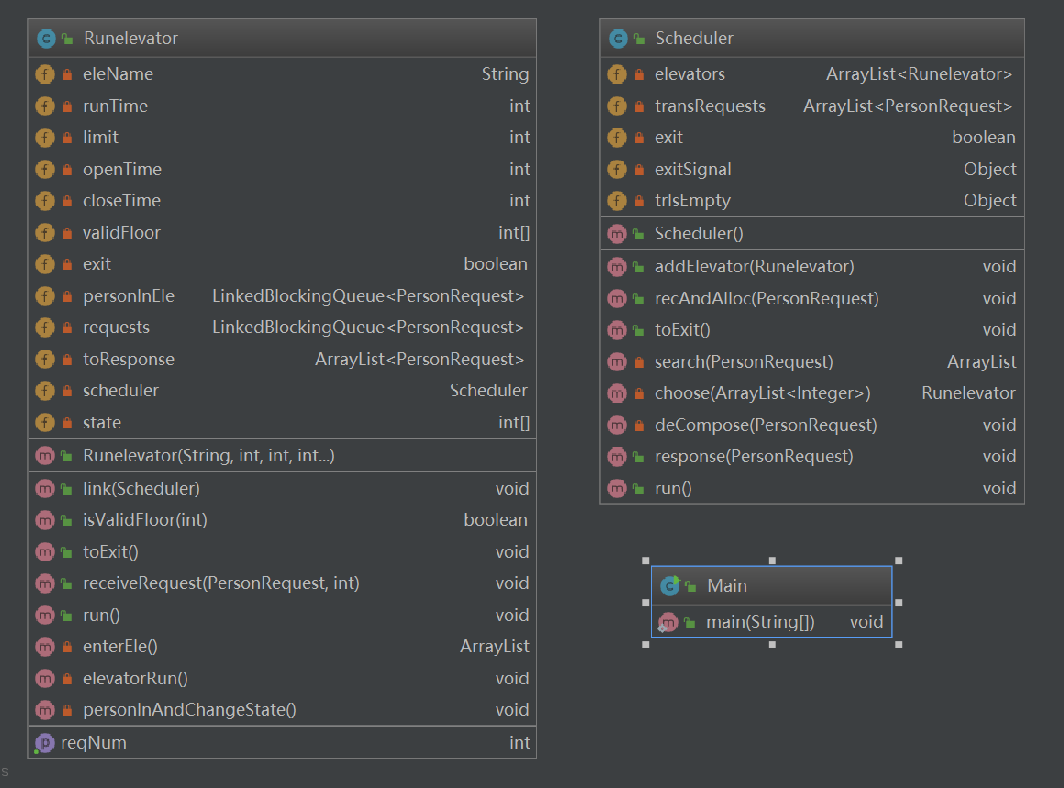 Runelevator
eleName String
runTime int
limit int
openTime int
closeTime int
validFloor int[]
exit boolean
personInEle LinkedBlockingQueue<PersonRequest>
requests LinkedBlockingQueue<PersonRequest>
toResponse ArrayList<PersonRequest>
scheduler Scheduler
state int[]
Runelevator(String, int, int, int...)
link(Scheduler) void
isValidFloor(int) boolean
toExit() void
receiveRequest(PersonRequest, int) void
run() void
enterEle() ArrayList
elevatorRun() void
personInAndChangeState() void
reqNum int
Scheduler
elevators ArrayList<Runelevator>
transRequests ArrayList<PersonRequest>
exit boolean
exitSignal Object
trIsEmpty Object
Scheduler()
addElevator(Runelevator) void
recAndAlloc(PersonRequest) void
toExit() void
search(PersonRequest) ArrayList
choose(ArrayList<Integer>) Runelevator
deCompose(PersonRequest) void
response(PersonRequest) void
run() void
Main
main(String[]) void
s